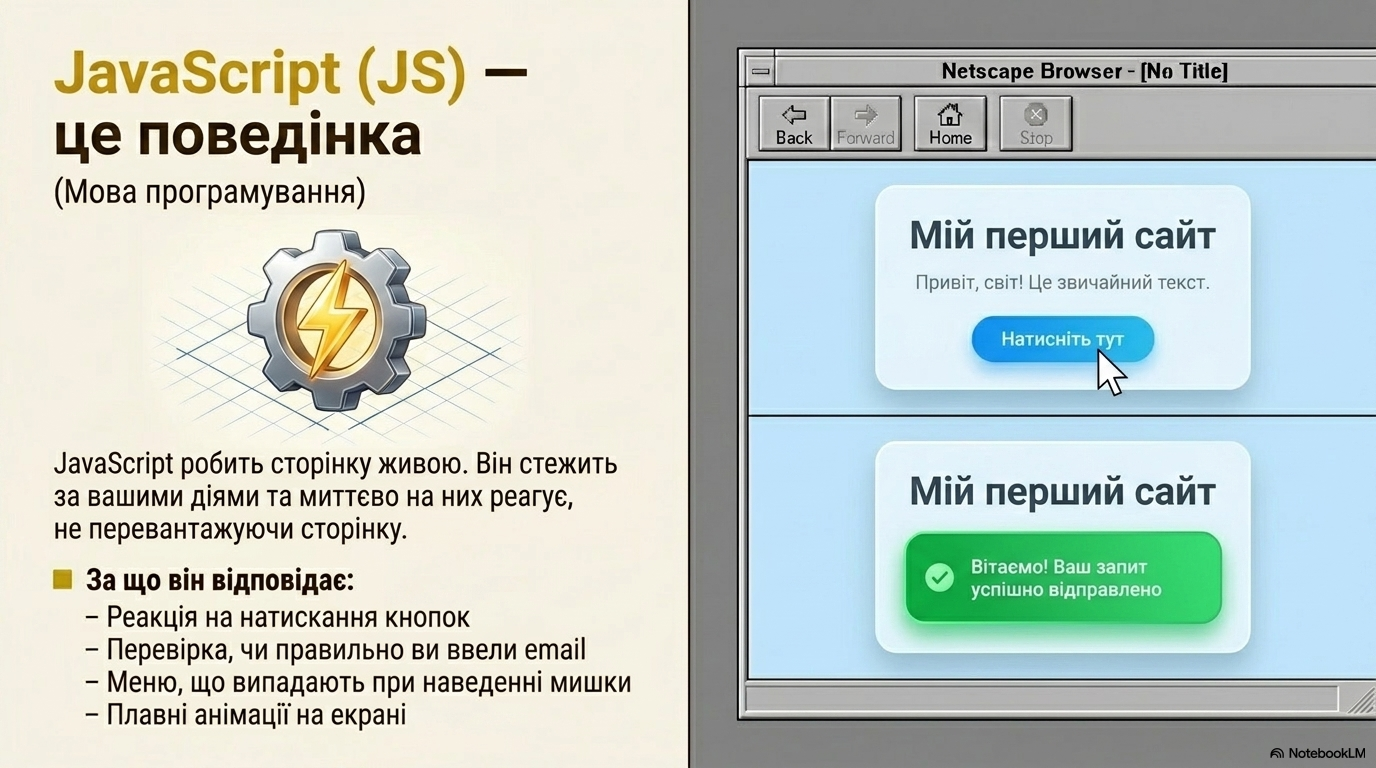 JavaScript (JS) —
це поведінка
(Мова програмування)
JavaScript робить сторінку живою. Він стежить
за вашими діями та миттєво на них реагує,
не перевантажуючи сторінку.
За що він відповідає:
– Реакція на натискання кнопок
– Перевірка, чи правильно ви ввели email
– Меню, що випадають при наведенні мишки
– Плавні анімації на екрані
Netscape Browser - [No Title]
Back Forward Home Stop
Мій перший сайт
Привіт, світ! Це звичайний текст.
Натисніть тут
Мій перший сайт
Вітаємо! Ваш запит
успішно відправлено
NotebookLM